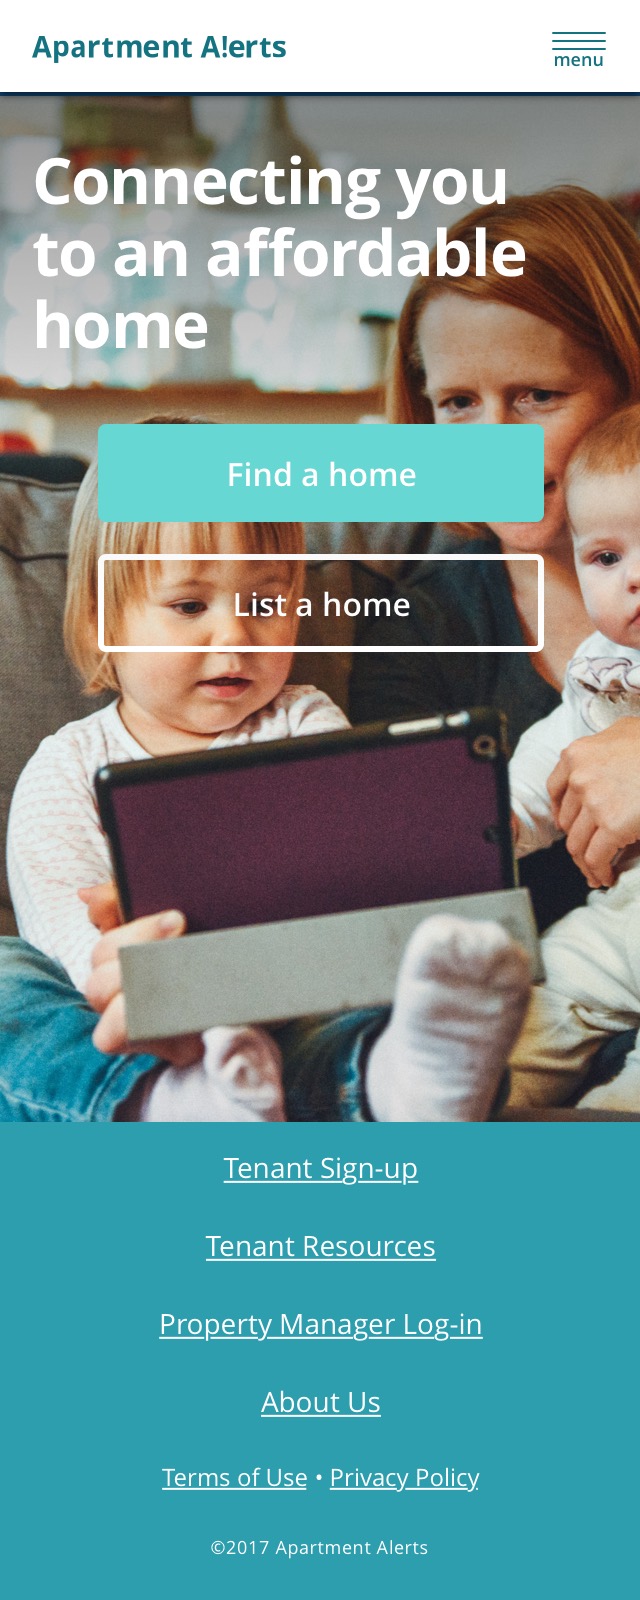 Apartment A!erts
menu
Connecting you
to an affordable
home
Find a home
List a home
Tenant Sign-up
Tenant Resources
Property Manager Log-in
About Us
Terms of Use • Privacy Policy
©2017 Apartment Alerts